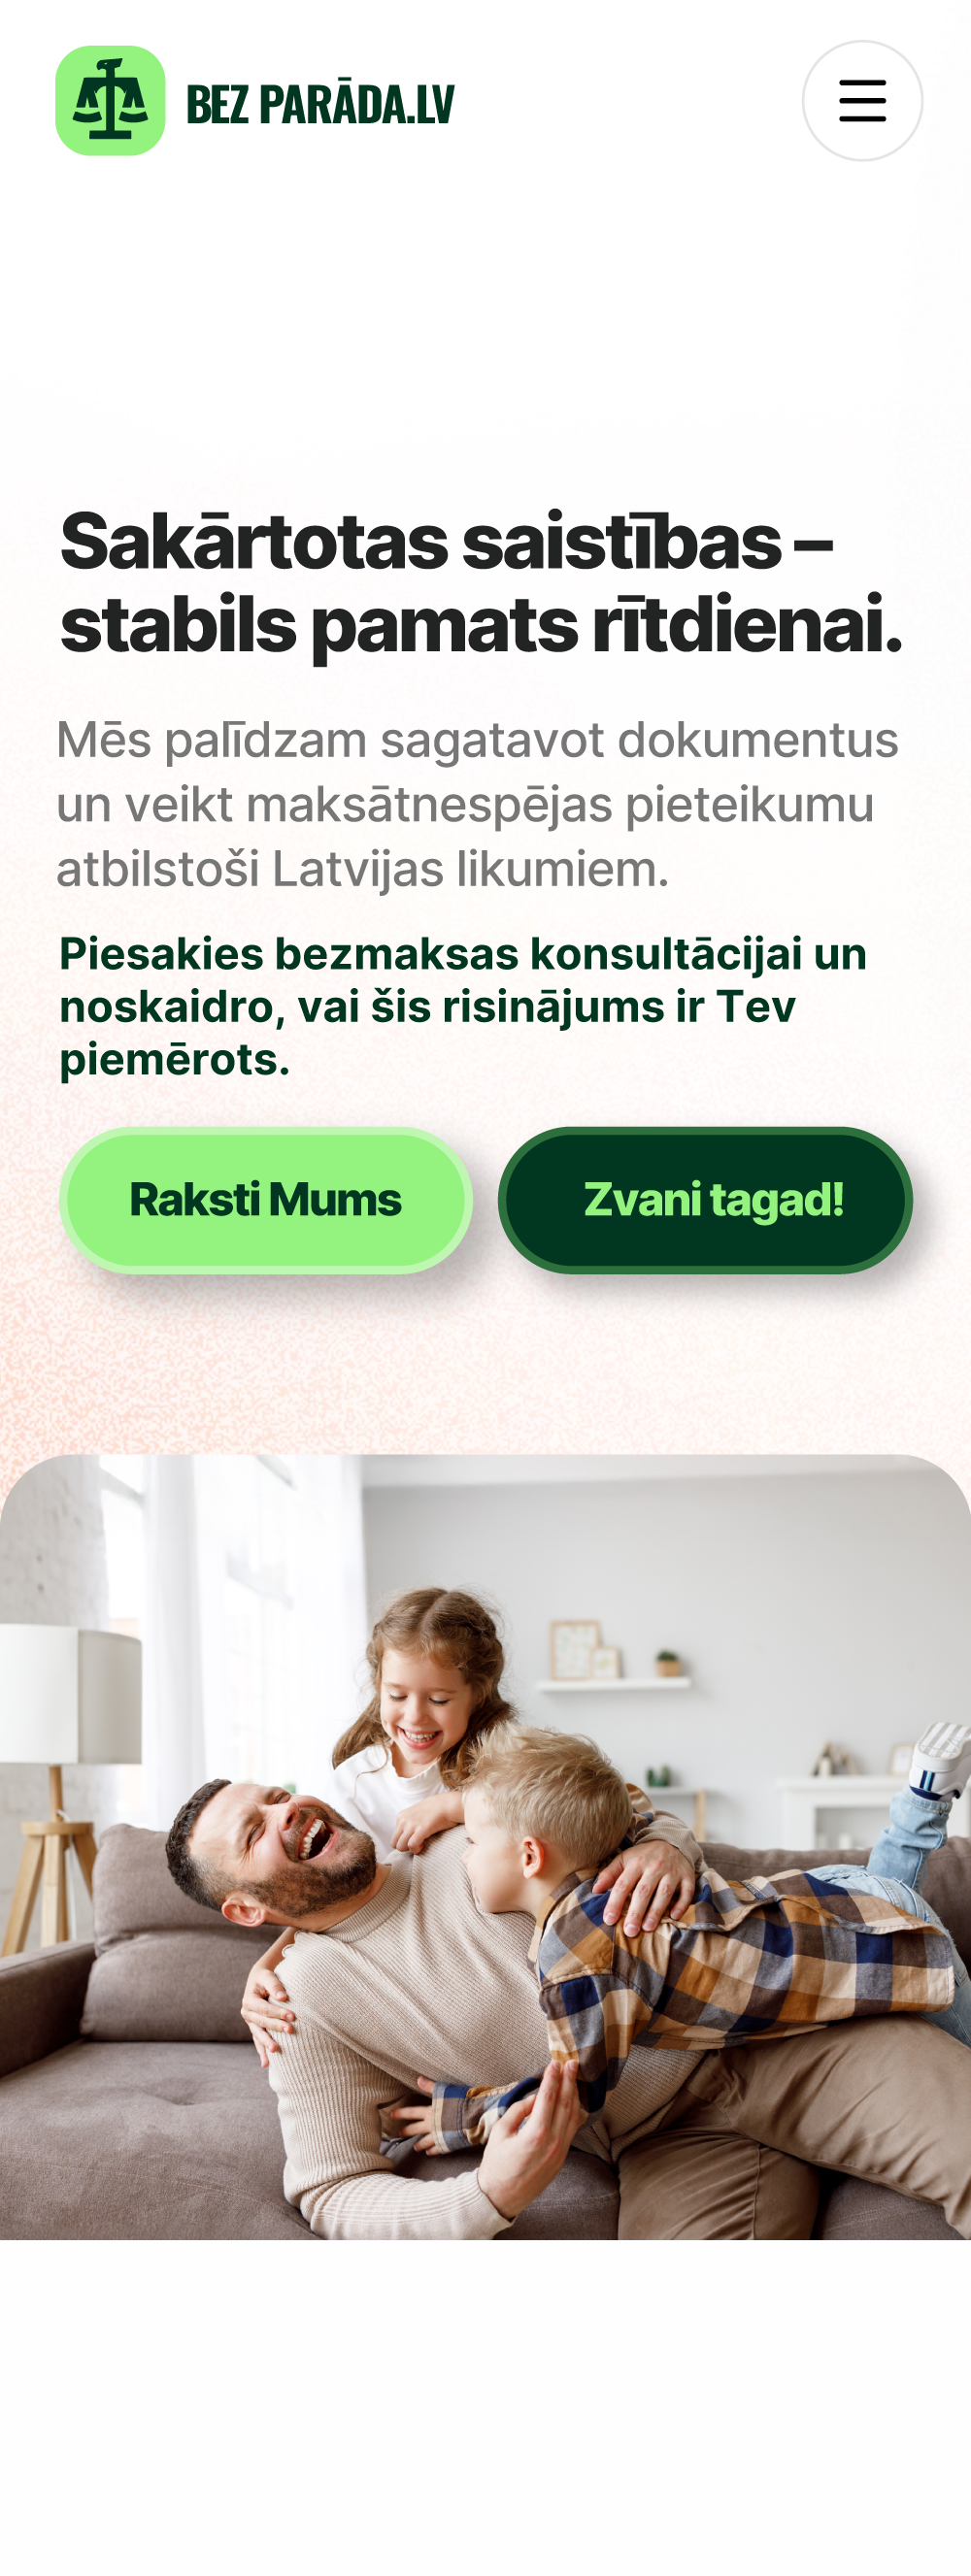 BEZ PARĀDA.LV
Sakārtotas saistības –
stabils pamats rītdienai.
Mēs palīdzam sagatavot dokumentus
un veikt maksātnespējas pieteikumu
atbilstoši Latvijas likumiem.
Piesakies bezmaksas konsultācijai un
noskaidro, vai šis risinājums ir Tev
piemērots.
Raksti Mums
Zvani tagad!